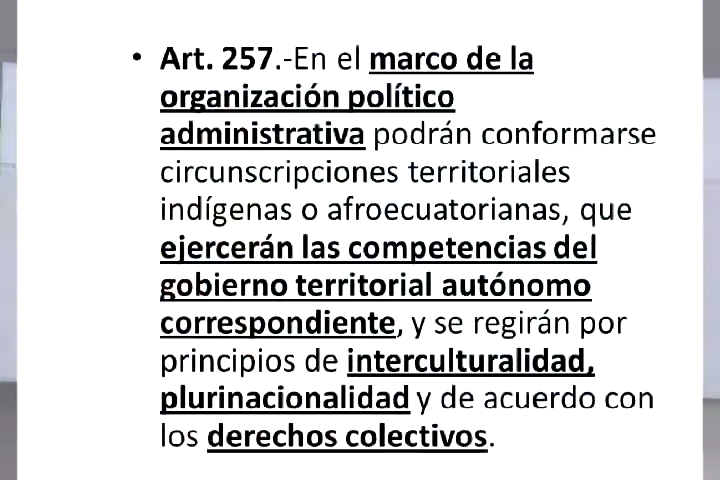 • Art. 257.-En el marco de la
organización político
administrativa podrán conformarse
circunscripciones territoriales
indígenas o afroecuatorianas, que
ejercerán las competencias del
gobierno territorial autónomo
correspondiente, y se regirán por
principios de interculturalidad,
plurinacionalidad y de acuerdo con
los derechos colectivos.